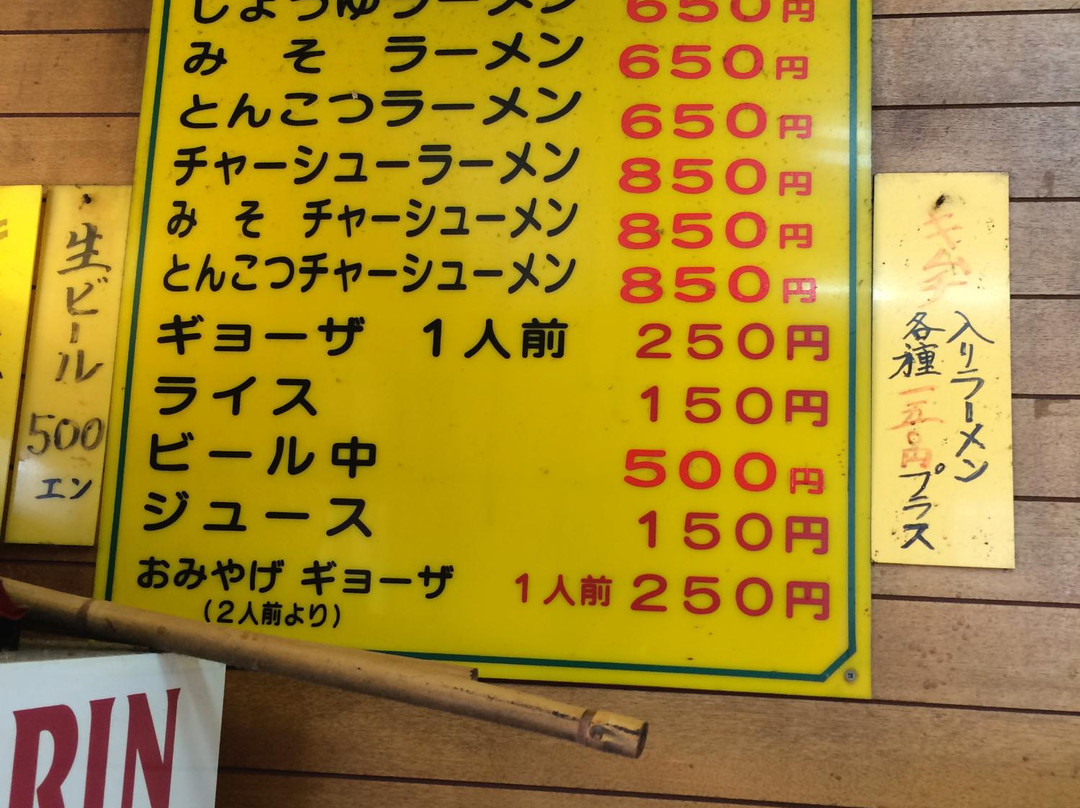 しょうゆラーメン 650円
みそ ラーメン 650円
とんこつラーメン 650円
チャーシューラーメン 850円
みそ チャーシューメン 850円
とんこつチャーシューメン 850円
ギョーザ 1人前 250円
ライス 150円
ビール中 500円
ジュース 150円
おみやげ ギョーザ 1人前 250円
(2人前より)
生ビール
500
エン
キムチ
入りラーメン
各種一五〇円プラス
RIN